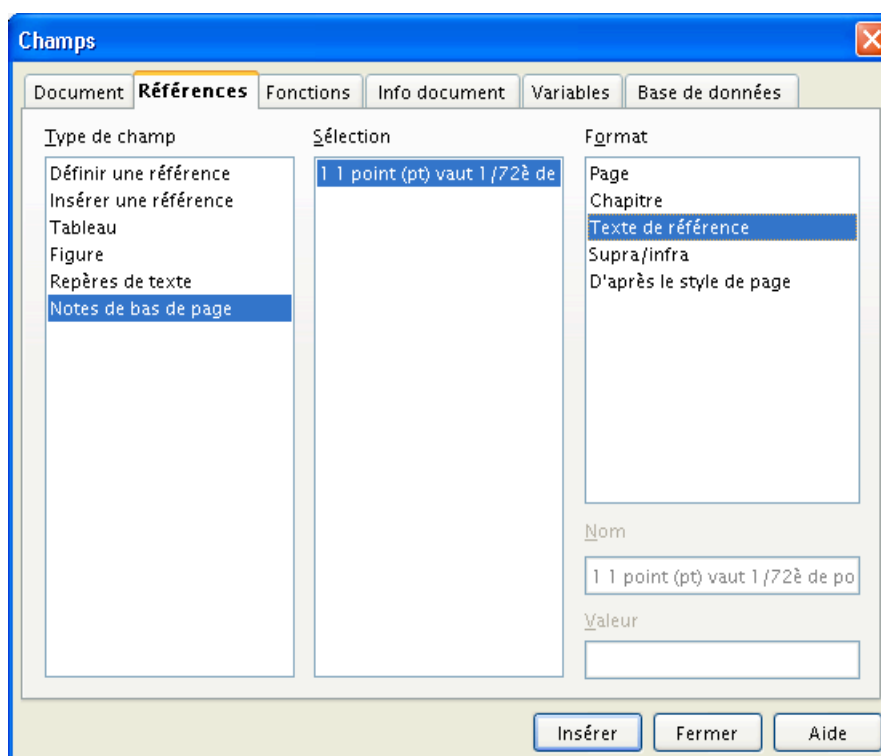 Champs
Document Références Fonctions Info document Variables Base de données
Type de champ
Définir une référence
Insérer une référence
Tableau
Figure
Repères de texte
Notes de bas de page
Sélection
1 1 point (pt) vaut 1/72è de
Format
Page
Chapitre
Texte de référence
Supra/infra
D'après le style de page
Nom
1 1 point (pt) vaut 1/72è de po
Valeur
Insérer Fermer Aide